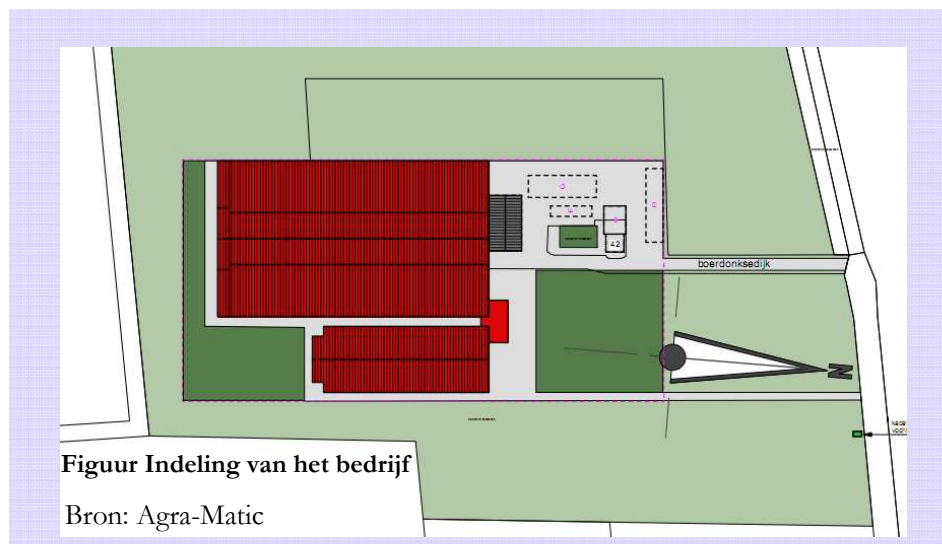 42
boerdonksedijk
N
Figuur Indeling van het bedrijf
Bron: Agra-Matic